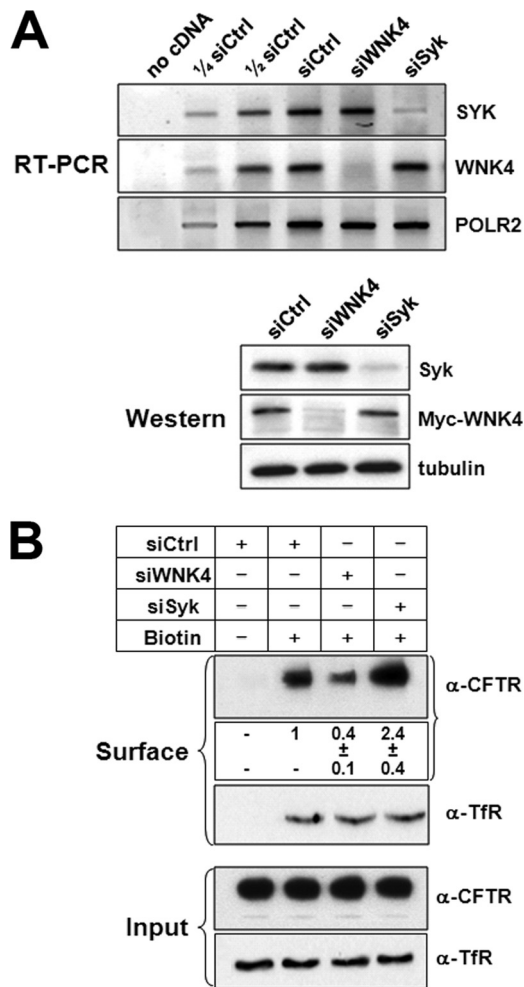 A
no cDNA ¼ siCtrl ½ siCtrl siCtrl siWNK4 siSyk
RT-PCR
SYK
WNK4
POLR2
siCtrl siWNK4 siSyk
Western
Syk
Myc-WNK4
tubulin
B
siCtrl + + – –
siWNK4 – – + –
siSyk – – – +
Biotin – + + +
Surface
α-CFTR
- 1 0.4 2.4
± ±
- - 0.1 0.4
α-TfR
Input
α-CFTR
α-TfR